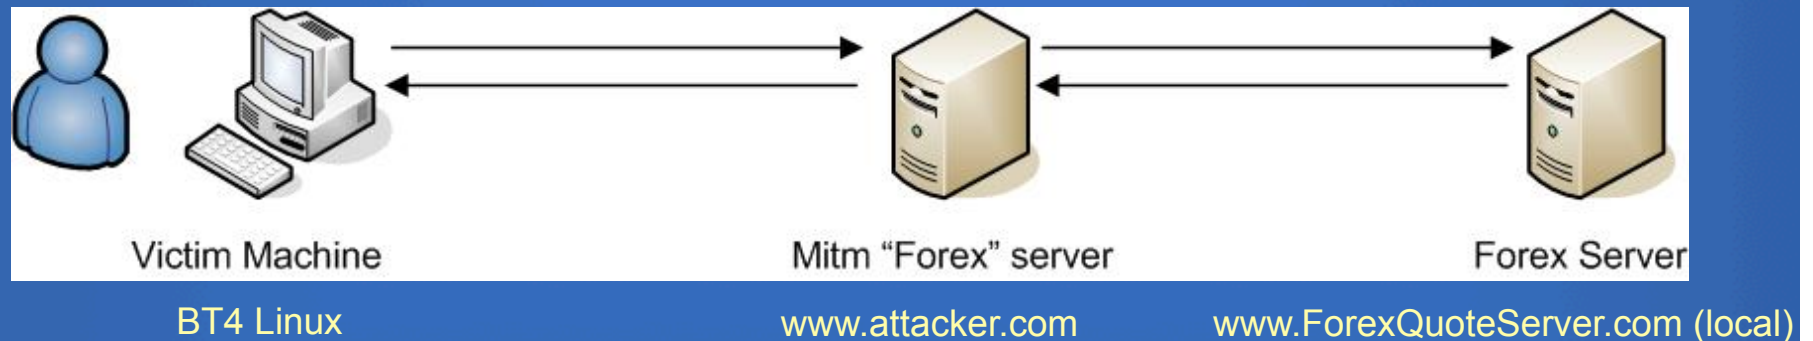 Victim Machine
Mitm “Forex” server
Forex Server
BT4 Linux
www.attacker.com
www.ForexQuoteServer.com (local)